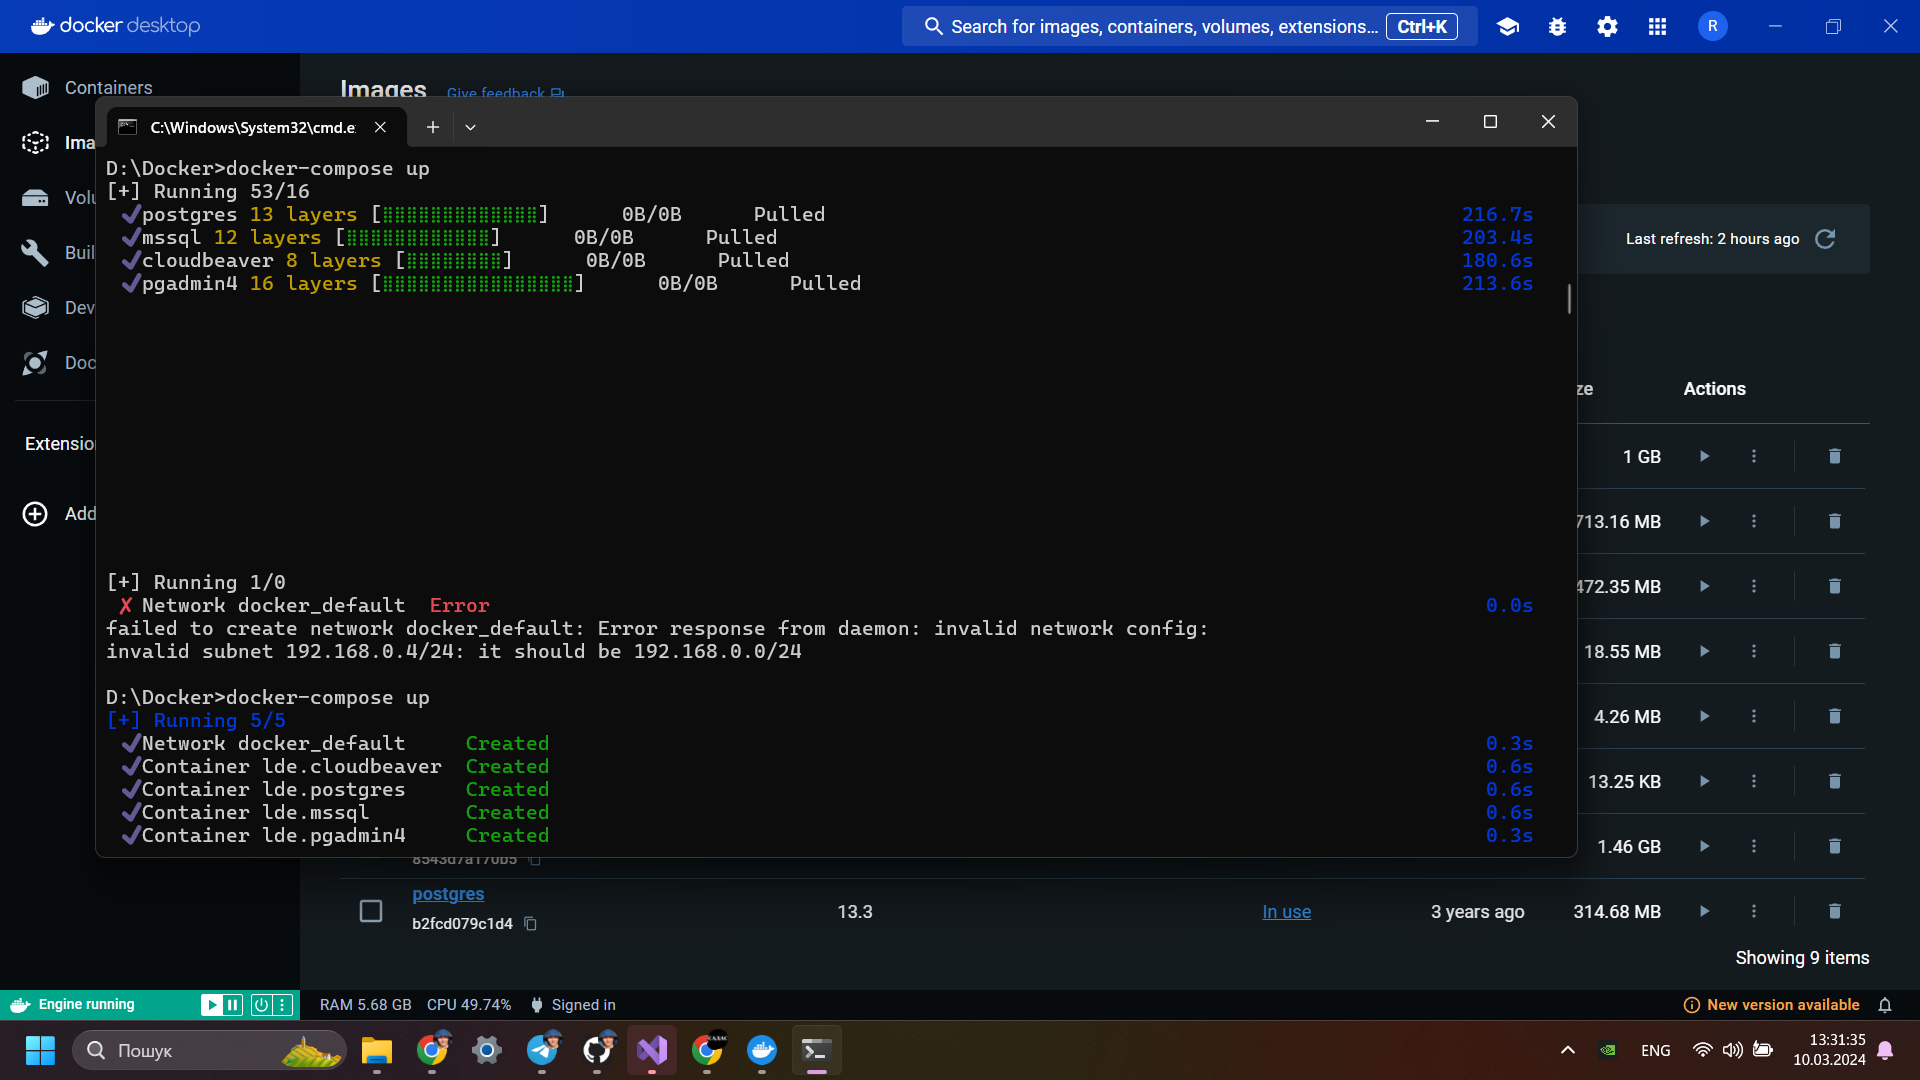 docker desktop
Search for images, containers, volumes, extensions... Ctrl+K
R
Containers
Images Give feedback
C:\Windows\System32\cmd.e
Ima
Volu
Buil
Dev
Doc
Extensio
Add
D:\Docker>docker-compose up
[+] Running 53/16
✔postgres 13 layers [⣿⣿⣿⣿⣿⣿⣿⣿⣿⣿⣿⣿⣿] 0B/0B Pulled 216.7s
✔mssql 12 layers [⣿⣿⣿⣿⣿⣿⣿⣿⣿⣿⣿⣿] 0B/0B Pulled 203.4s
✔cloudbeaver 8 layers [⣿⣿⣿⣿⣿⣿⣿⣿] 0B/0B Pulled 180.6s
✔pgadmin4 16 layers [⣿⣿⣿⣿⣿⣿⣿⣿⣿⣿⣿⣿⣿⣿⣿⣿] 0B/0B Pulled 213.6s
[+] Running 1/0
✘ Network docker_default Error 0.0s
failed to create network docker_default: Error response from daemon: invalid network config:
invalid subnet 192.168.0.4/24: it should be 192.168.0.0/24
D:\Docker>docker-compose up
[+] Running 5/5
✔Network docker_default Created 0.3s
✔Container lde.cloudbeaver Created 0.6s
✔Container lde.postgres Created 0.6s
✔Container lde.mssql Created 0.6s
✔Container lde.pgadmin4 Created 0.3s
Last refresh: 2 hours ago
ze Actions
1 GB
713.16 MB
472.35 MB
18.55 MB
4.26 MB
13.25 KB
1.46 GB
8543d7a170b5
postgres
b2fcd079c1d4
13.3 In use 3 years ago 314.68 MB
Showing 9 items
Engine running
RAM 5.68 GB CPU 49.74% Signed in
New version available
Пошук
ENG
13:31:35
10.03.2024